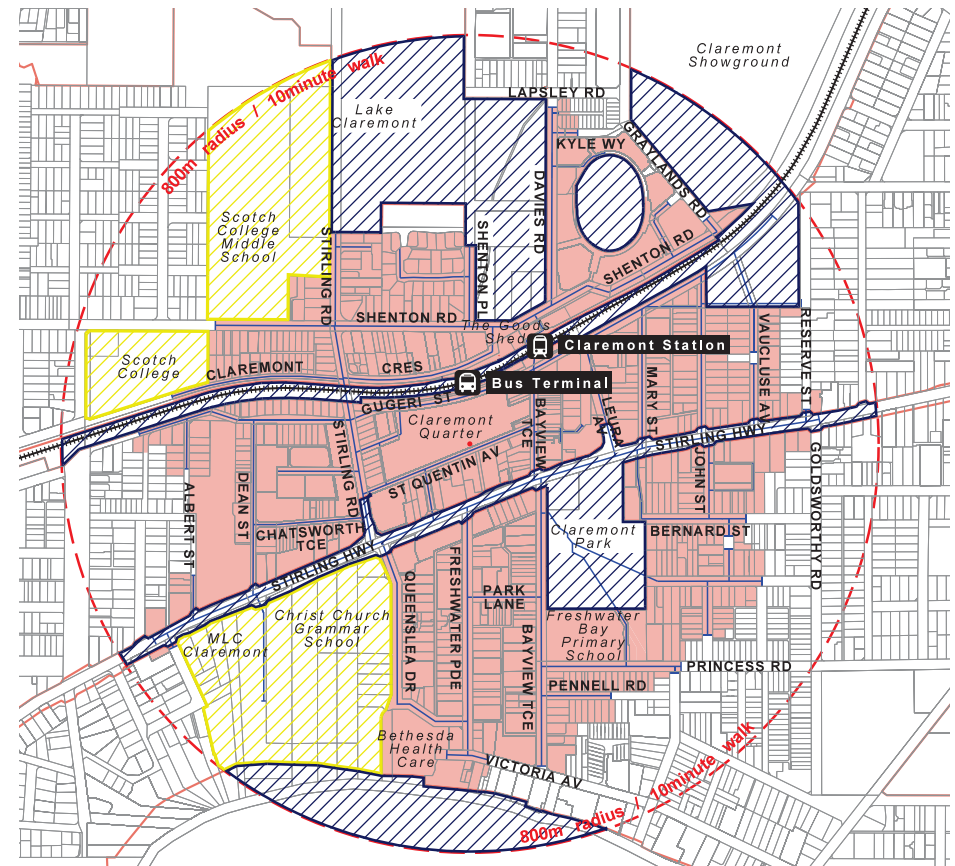 Claremont
Showground
800m radius / 10minute walk
LAPSLEY RD
Lake
Claremont
GRAYLANDS RD
KYLE WY
DAVIES RD
Scotch
College
Middle
School
STIRLING RD
SHENTON PL
SHENTON RD
SHENTON RD
The Goods
Shed
Claremont Station
VAUCLUSE AV
RESERVE ST
Scotch
College
CLAREMONT
CRES
Bus Terminal
MARY ST
GUGERI ST
LEURA
AV
BAYVIEW
TCE
Claremont
Quarter
STIRLING RD
STIRLING HWY
ST QUENTIN AV
JOHN ST
GOLDSWORTHY RD
ALBERT ST
DEAN ST
CHATSWORTH
TCE
Claremont
Park
BERNARD ST
STIRLING HWY
QUEENSLEA DR
FRESHWATER PDE
PARK
LANE
Christ Church
Grammar
School
MLC
Claremont
Freshwater
Bay
Primary
School
BAYVIEW TCE
PRINCESS RD
PENNELL RD
Bethesda
Health
Care
VICTORIA AV
800m radius / 10minute walk